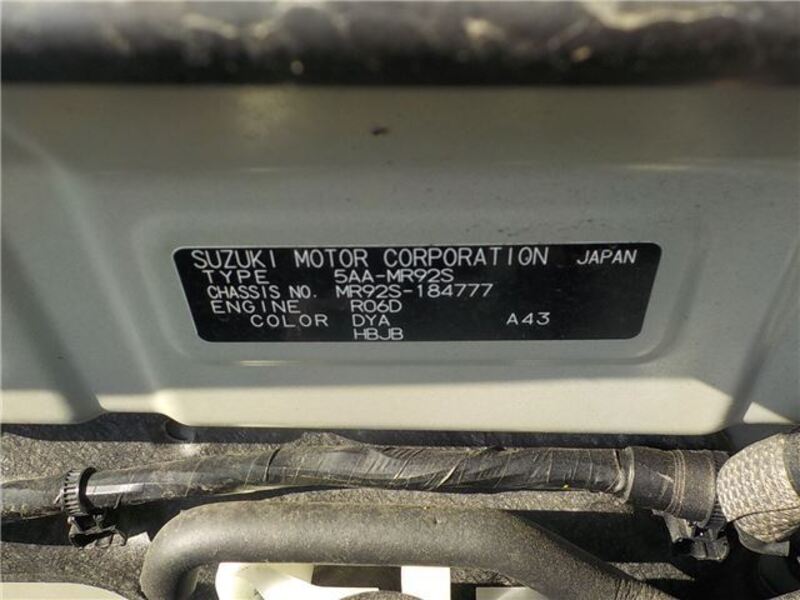 SUZUKI MOTOR CORPORATION JAPAN
TYPE 5AA-MR92S
CHASSIS NO. MR92S-184777
ENGINE R06D
COLOR DYA A43
HBJB